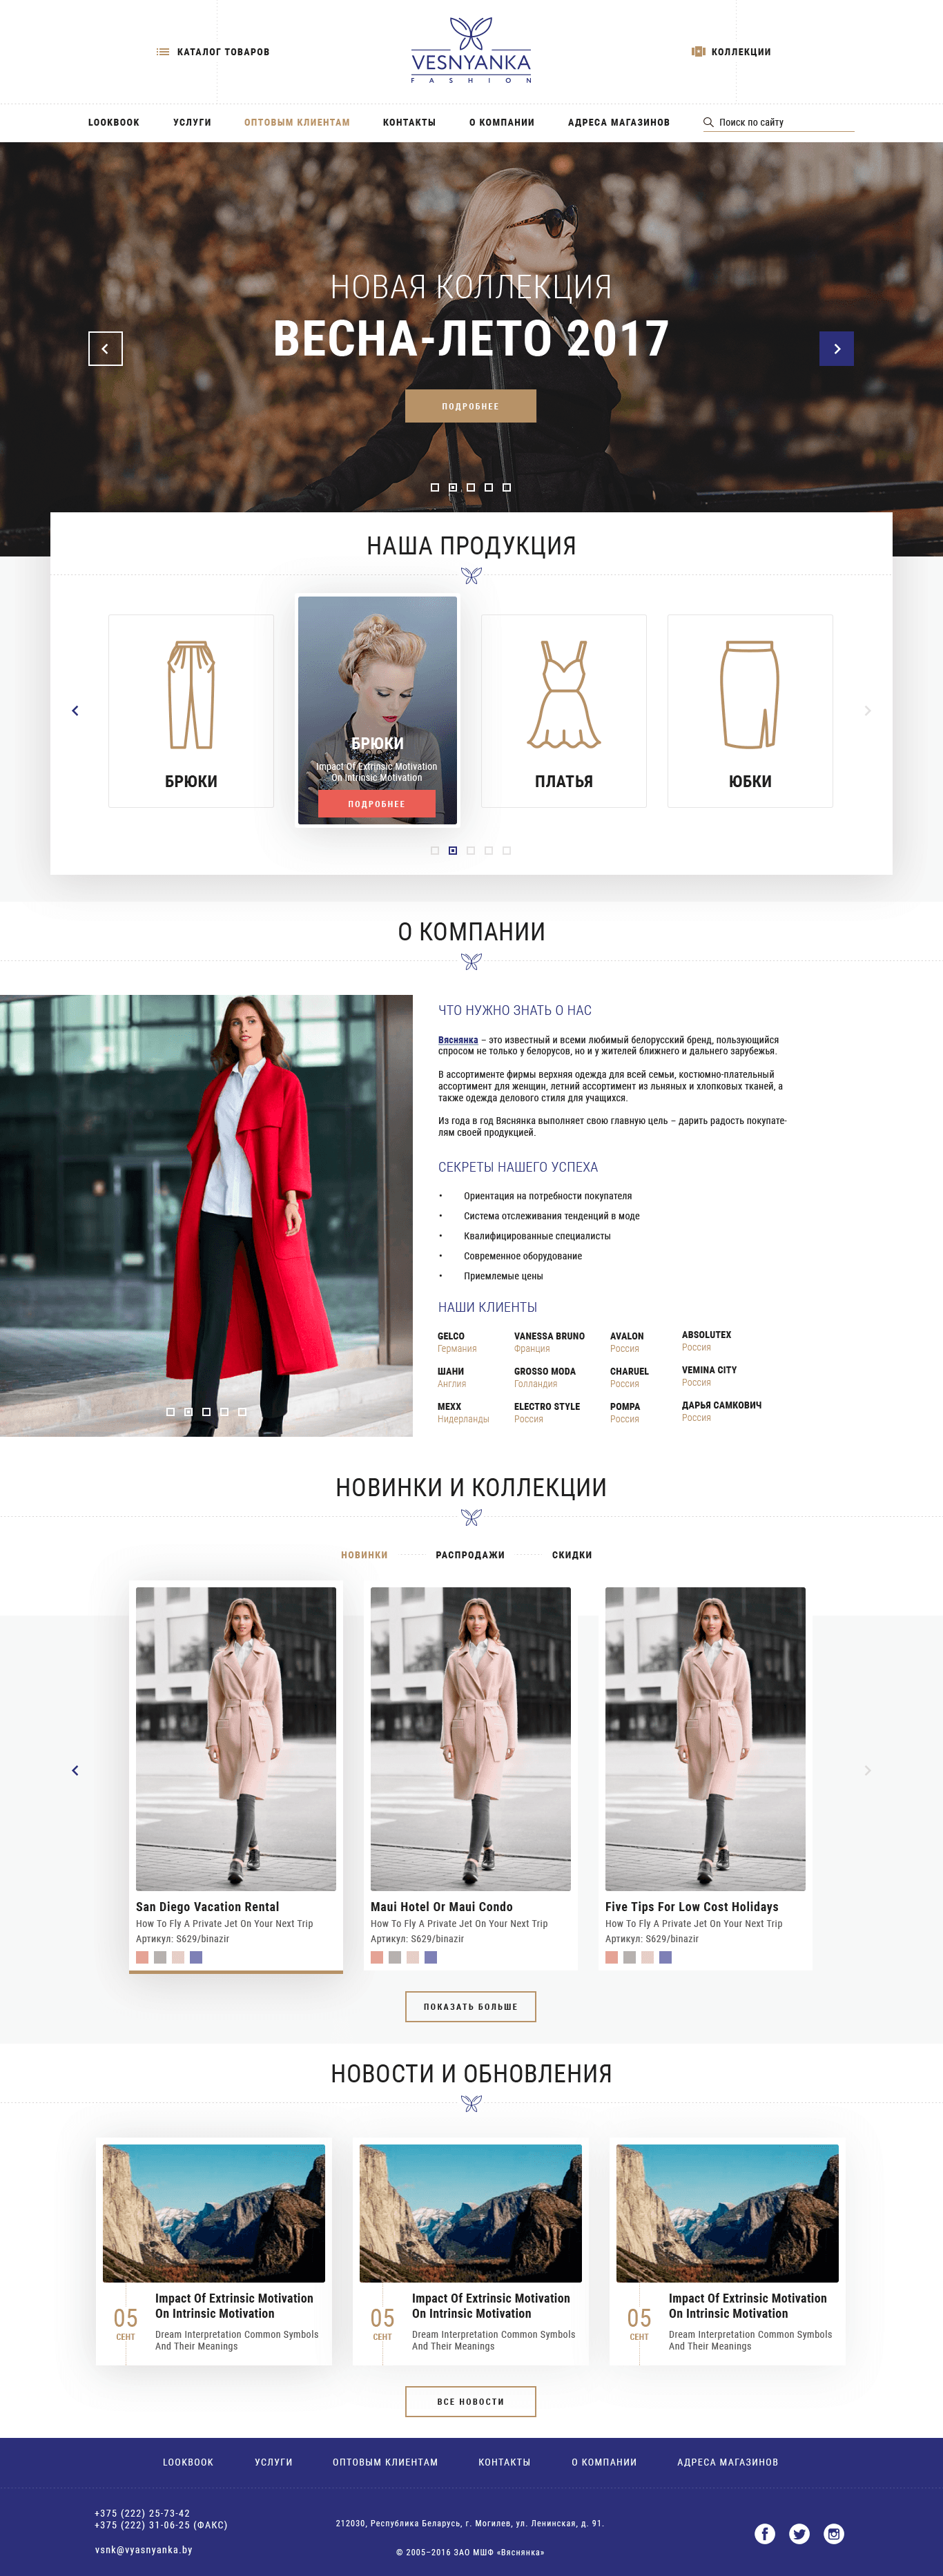 КАТАЛОГ ТОВАРОВ
VESNYANKA
FASHION
КОЛЛЕКЦИИ
LOOKBOOK УСЛУГИ ОПТОВЫМ КЛИЕНТАМ КОНТАКТЫ О КОМПАНИИ АДРЕСА МАГАЗИНОВ Поиск по сайту
НОВАЯ КОЛЛЕКЦИЯ
ВЕСНА-ЛЕТО 2017
ПОДРОБНЕЕ
НАША ПРОДУКЦИЯ
БРЮКИ
БРЮКИ
Impact Of Extrinsic Motivation
On Intrinsic Motivation
ПОДРОБНЕЕ
ПЛАТЬЯ
ЮБКИ
О КОМПАНИИ
ЧТО НУЖНО ЗНАТЬ О НАС
Вяснянка – это известный и всеми любимый белорусский бренд, пользующийся
спросом не только у белорусов, но и у жителей ближнего и дальнего зарубежья.
В ассортименте фирмы верхняя одежда для всей семьи, костюмно-плательный
ассортимент для женщин, летний ассортимент из льняных и хлопковых тканей, а
также одежда делового стиля для учащихся.
Из года в год Вяснянка выполняет свою главную цель – дарить радость покупате-
лям своей продукцией.
СЕКРЕТЫ НАШЕГО УСПЕХА
• Ориентация на потребности покупателя
• Система отслеживания тенденций в моде
• Квалифицированные специалисты
• Современное оборудование
• Приемлемые цены
НАШИ КЛИЕНТЫ
GELCO
Германия
ШАНИ
Англия
MEXX
Нидерланды
VANESSA BRUNO
Франция
GROSSO MODA
Голландия
ELECTRO STYLE
Россия
AVALON
Россия
CHARUEL
Россия
POMPA
Россия
ABSOLUTEX
Россия
VEMINA CITY
Россия
ДАРЬЯ САМКОВИЧ
Россия
НОВИНКИ И КОЛЛЕКЦИИ
НОВИНКИ РАСПРОДАЖИ СКИДКИ
San Diego Vacation Rental
How To Fly A Private Jet On Your Next Trip
Артикул: S629/binazir
Maui Hotel Or Maui Condo
How To Fly A Private Jet On Your Next Trip
Артикул: S629/binazir
Five Tips For Low Cost Holidays
How To Fly A Private Jet On Your Next Trip
Артикул: S629/binazir
ПОКАЗАТЬ БОЛЬШЕ
НОВОСТИ И ОБНОВЛЕНИЯ
05
СЕНТ
Impact Of Extrinsic Motivation
On Intrinsic Motivation
Dream Interpretation Common Symbols
And Their Meanings
05
СЕНТ
Impact Of Extrinsic Motivation
On Intrinsic Motivation
Dream Interpretation Common Symbols
And Their Meanings
05
СЕНТ
Impact Of Extrinsic Motivation
On Intrinsic Motivation
Dream Interpretation Common Symbols
And Their Meanings
ВСЕ НОВОСТИ
LOOKBOOK УСЛУГИ ОПТОВЫМ КЛИЕНТАМ КОНТАКТЫ О КОМПАНИИ АДРЕСА МАГАЗИНОВ
+375 (222) 25-73-42
+375 (222) 31-06-25 (ФАКС)
vsnk@vyasnyanka.by
212030, Республика Беларусь, г. Могилев, ул. Ленинская, д. 91.
© 2005–2016 ЗАО МШФ «Вяснянка»